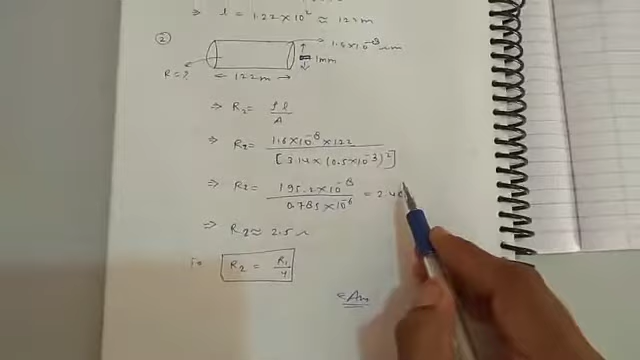 ⇒ l = 1.22×10² ≈ 122m
②
1.6×10⁻⁸ Ωm
1mm
R=?
← 122m →
⇒ R₂ = ρl/A
⇒ R₂ = 1.6×10⁻⁸×122/[3.14×(0.5×10⁻³)²]
⇒ R₂ = 195.2×10⁻⁸/0.785×10⁻⁶ = 2.48
⇒ R₂ ≈ 2.5 Ω
R₂ = R₁/4
= Ans